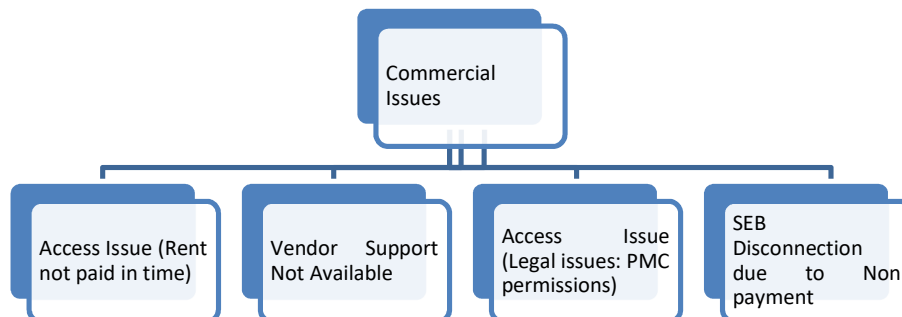 Commercial
Issues
Access Issue (Rent
not paid in time)
Vendor Support
Not Available
Access Issue
(Legal issues: PMC
permissions)
SEB
Disconnection
due to Non
payment